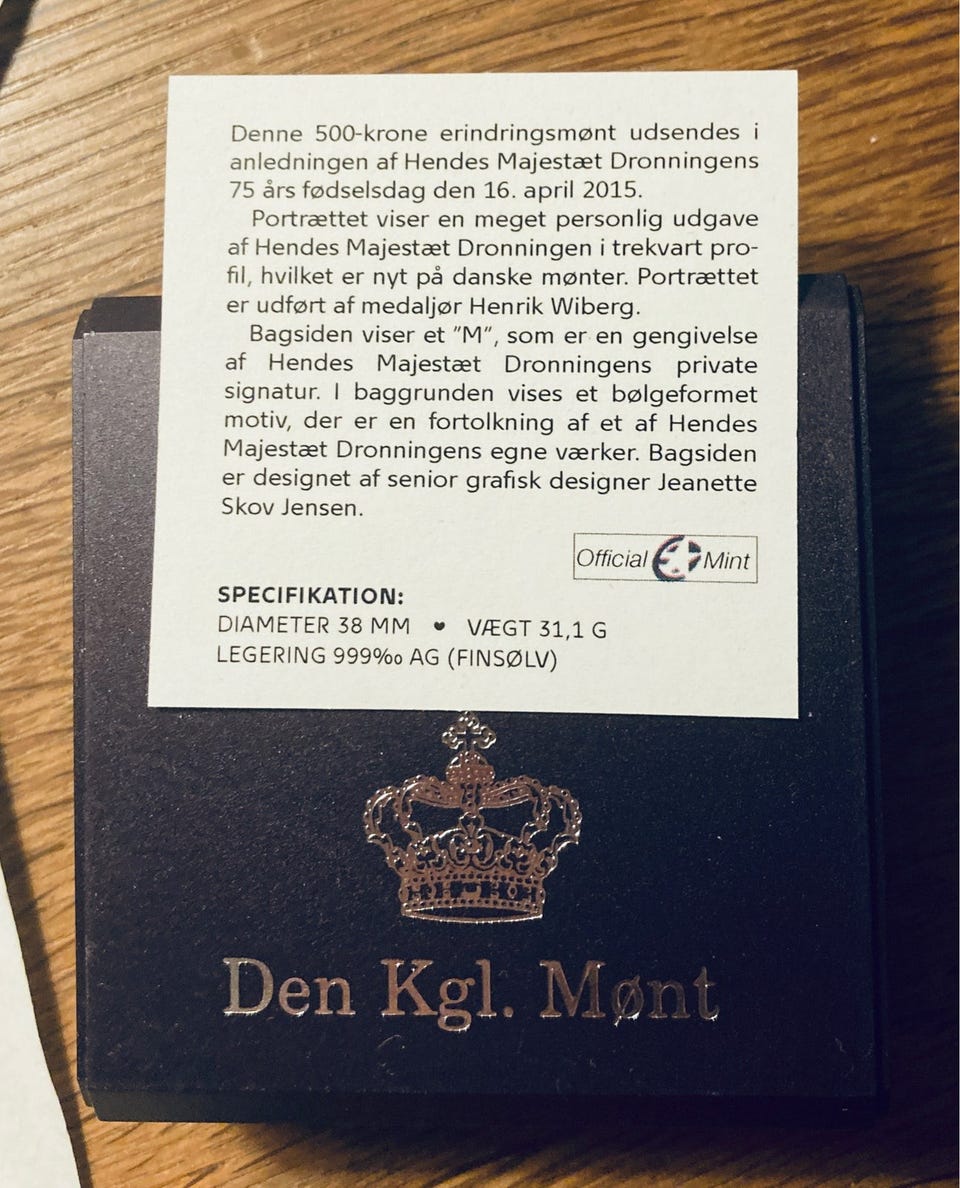 Denne 500-krone erindringsmønt udsendes i
anledningen af Hendes Majestæt Dronningens
75 års fødselsdag den 16. april 2015.
Portrættet viser en meget personlig udgave
af Hendes Majestæt Dronningen i trekvart pro-
fil, hvilket er nyt på danske mønter. Portrættet
er udført af medaljør Henrik Wiberg.
Bagsiden viser et ”M”, som er en gengivelse
af Hendes Majestæt Dronningens private
signatur. I baggrunden vises et bølgeformet
motiv, der er en fortolkning af et af Hendes
Majestæt Dronningens egne værker. Bagsiden
er designet af senior grafisk designer Jeanette
Skov Jensen.
Official Mint
SPECIFIKATION:
DIAMETER 38 MM ♥ VÆGT 31,1 G
LEGERING 999‰ AG (FINSØLV)
Den Kgl. Mønt